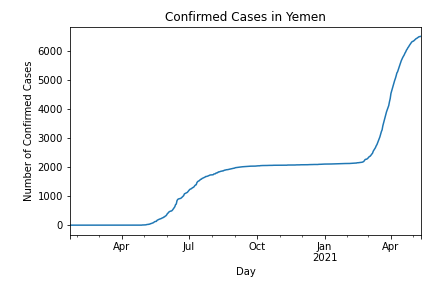 Confirmed Cases in Yemen
Number of Confirmed Cases
6000
5000
4000
3000
2000
1000
0
Apr
Jul
Oct
Jan
2021
Apr
Day